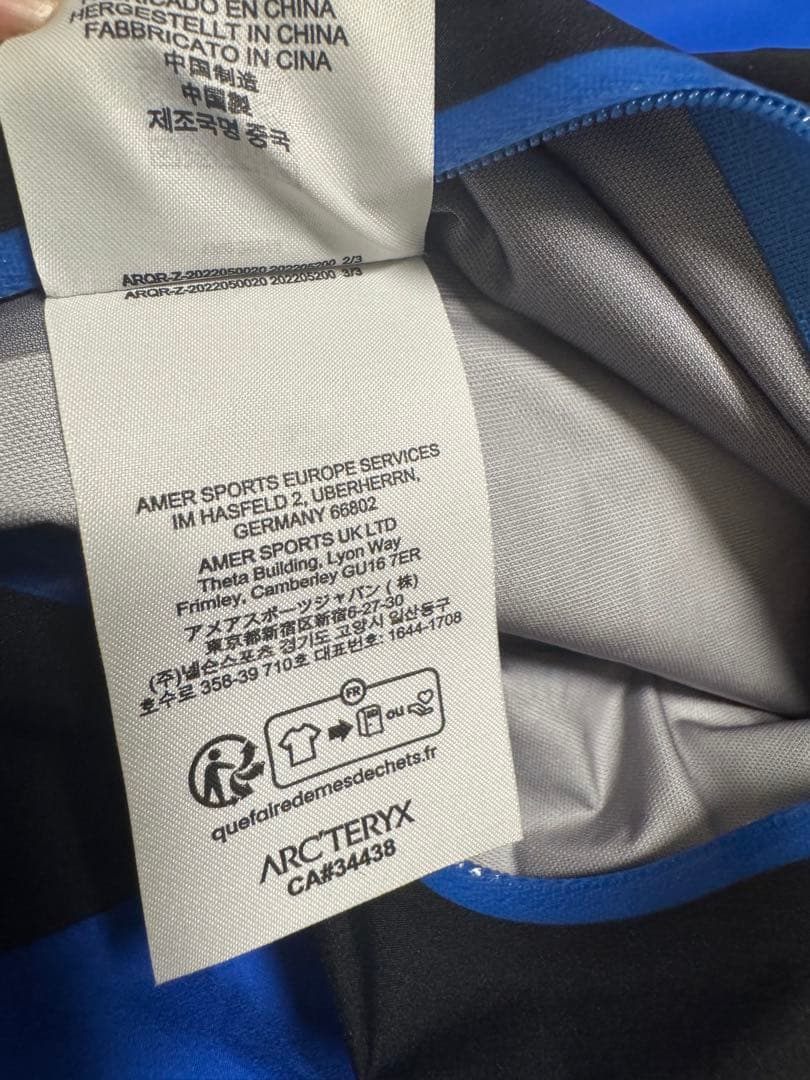 FABRICADO EN CHINA
HERGESTELLT IN CHINA
FABBRICATO IN CINA
中国制造
中国製
제조국명 중국
ARQR-Z-2022050020 202205200 2/3
ARQR-Z-2022050020 202205200 3/3
AMER SPORTS EUROPE SERVICES
IM HASFELD 2, UBERHERRN,
GERMANY 66802
AMER SPORTS UK LTD
Theta Building, Lyon Way
Frimley, Camberley GU16 7ER
アメアスポーツジャパン (株)
東京都新宿区新宿6-27-30
(주)넬슨스포츠 경기도 고양시 일산동구
호수로 358-39 710호 대표번호: 1644-1708
FR
ou
quefairedemesdechets.fr
ARC'TERYX
CA#34438